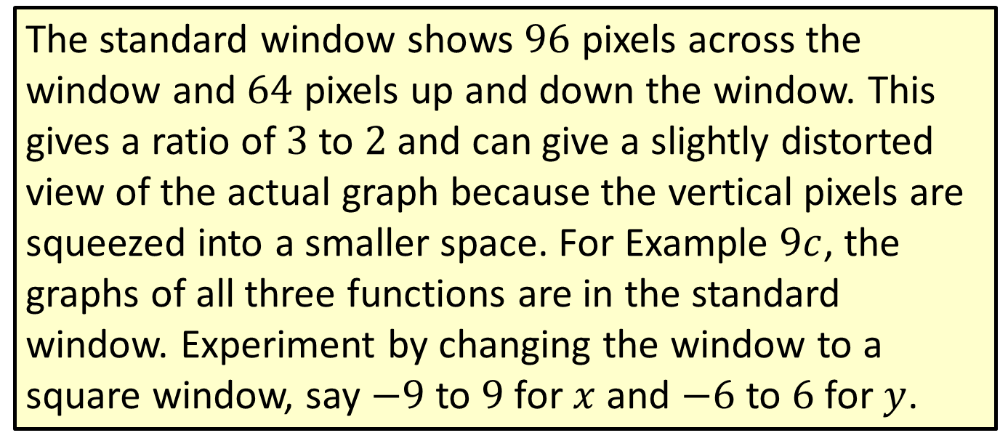 The standard window shows 96 pixels across the
window and 64 pixels up and down the window. This
gives a ratio of 3 to 2 and can give a slightly distorted
view of the actual graph because the vertical pixels are
squeezed into a smaller space. For Example 9c, the
graphs of all three functions are in the standard
window. Experiment by changing the window to a
square window, say −9 to 9 for x and −6 to 6 for y.